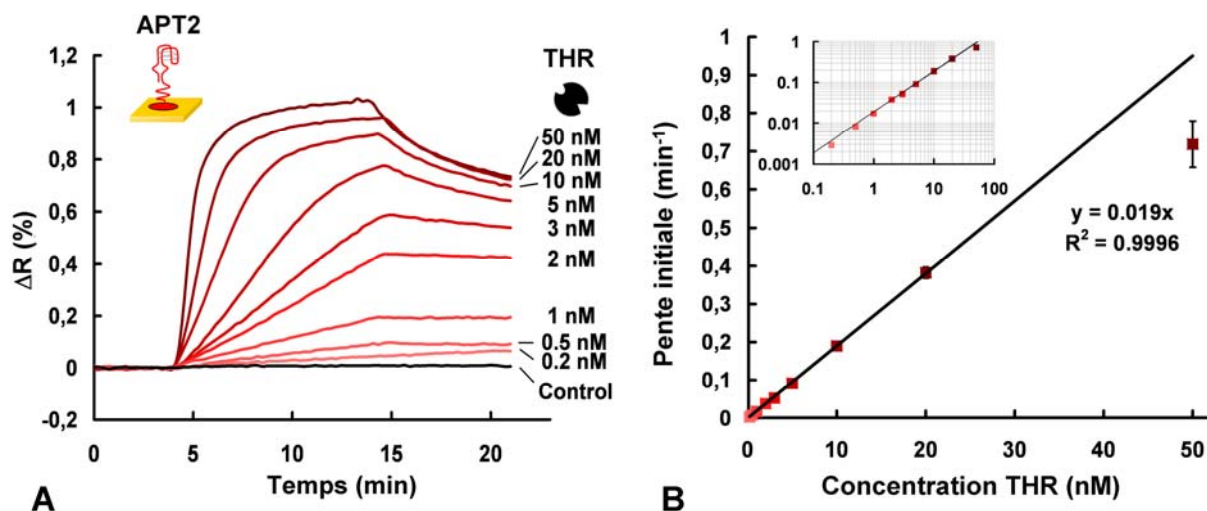 APT2
THR
50 nM
20 nM
10 nM
5 nM
3 nM
2 nM
1 nM
0.5 nM
0.2 nM
Control
1,2
1
0,8
0,6
0,4
0,2
0
-0,2
ΔR (%)
0 5 10 15 20
Temps (min)
A
1
0,9
0,8
0,7
0,6
0,5
0,4
0,3
0,2
0,1
0
Pente initiale (min⁻¹)
1
0.1
0.01
0.001
0.1 1 10 100
y = 0.019x
R² = 0.9996
0 10 20 30 40 50
Concentration THR (nM)
B